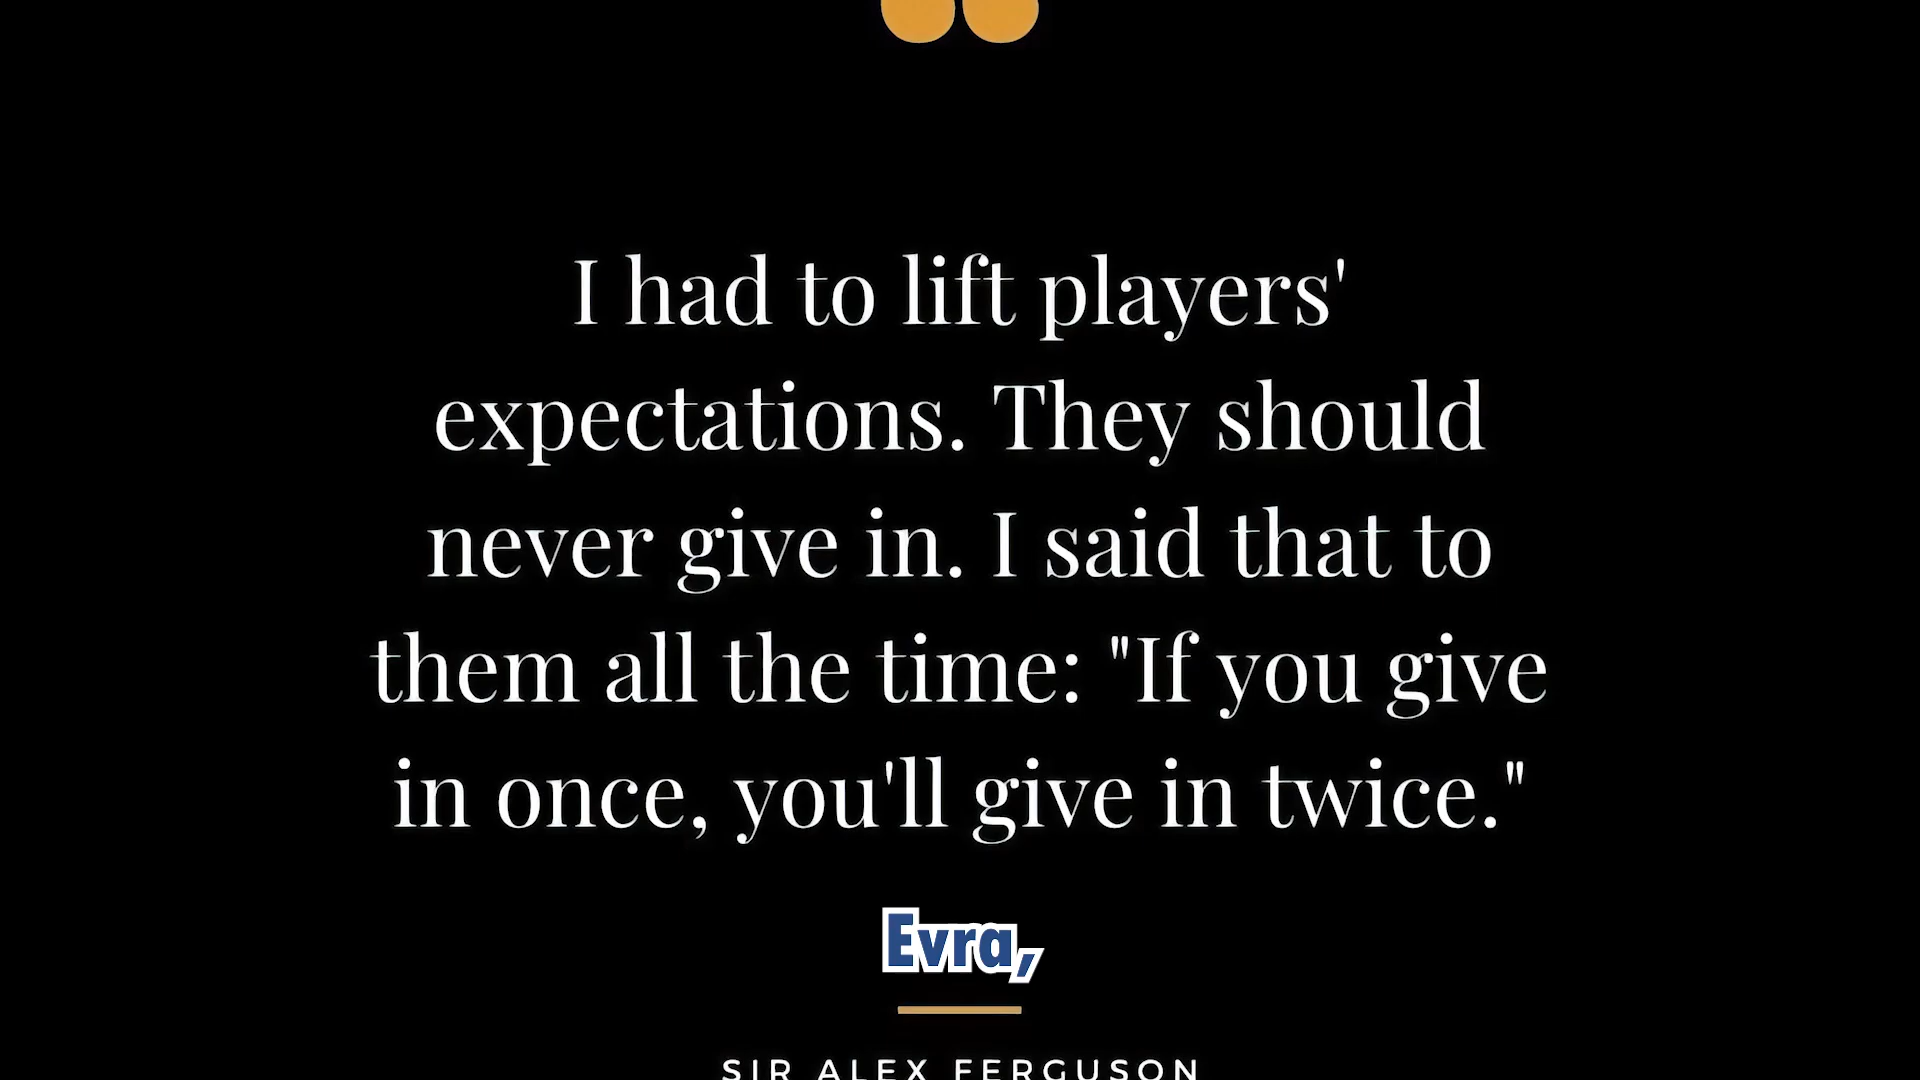 I had to lift players'
expectations. They should
never give in. I said that to
them all the time: "If you give
in once, you'll give in twice."
Evra,
SIR ALEX FERGUSON